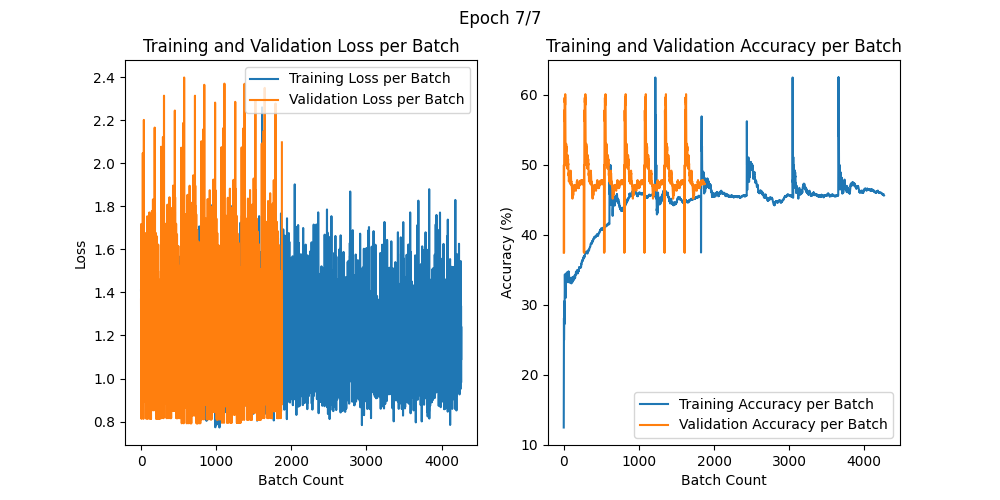 Epoch 7/7
Training and Validation Loss per Batch
Training Loss per Batch
Validation Loss per Batch
2.4
2.2
2.0
1.8
1.6
1.4
1.2
1.0
0.8
Loss
0
1000
2000
3000
4000
Batch Count
Training and Validation Accuracy per Batch
60
50
40
30
20
10
Accuracy (%)
Training Accuracy per Batch
Validation Accuracy per Batch
0
1000
2000
3000
4000
Batch Count